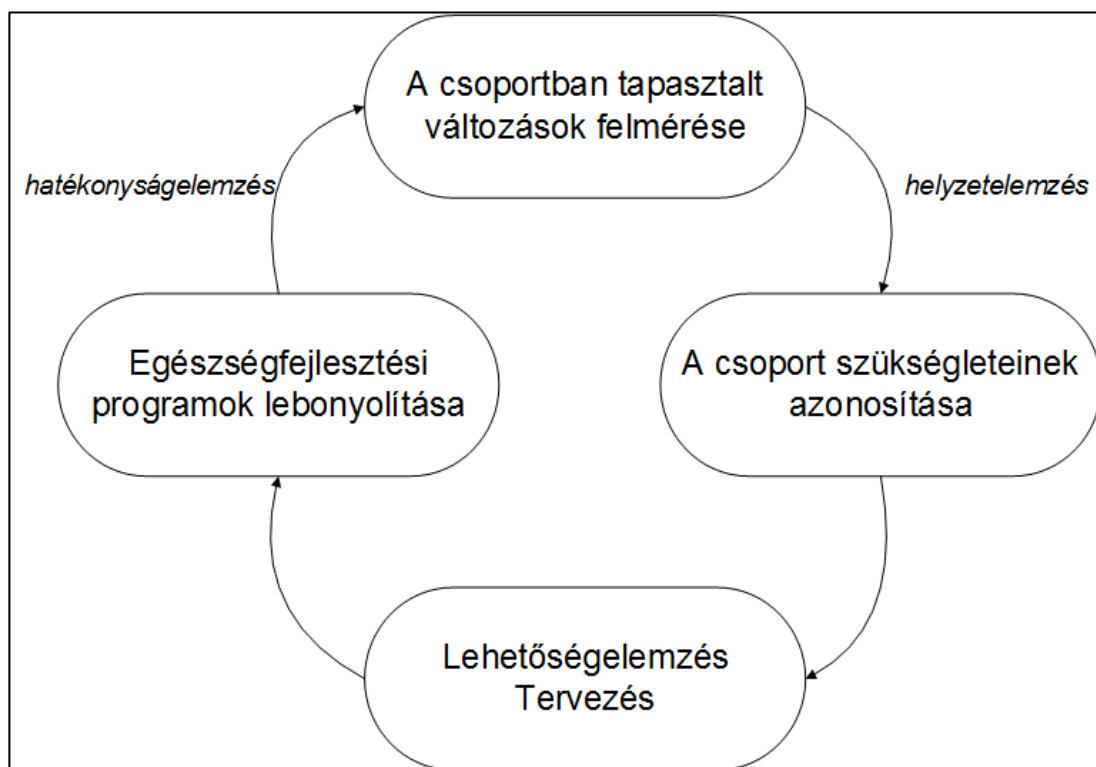 A csoportban tapasztalt
változások felmérése
hatékonyságelemzés
helyzetelemzés
Egészségfejlesztési
programok lebonyolítása
A csoport szükségleteinek
azonosítása
Lehetőségelemzés
Tervezés